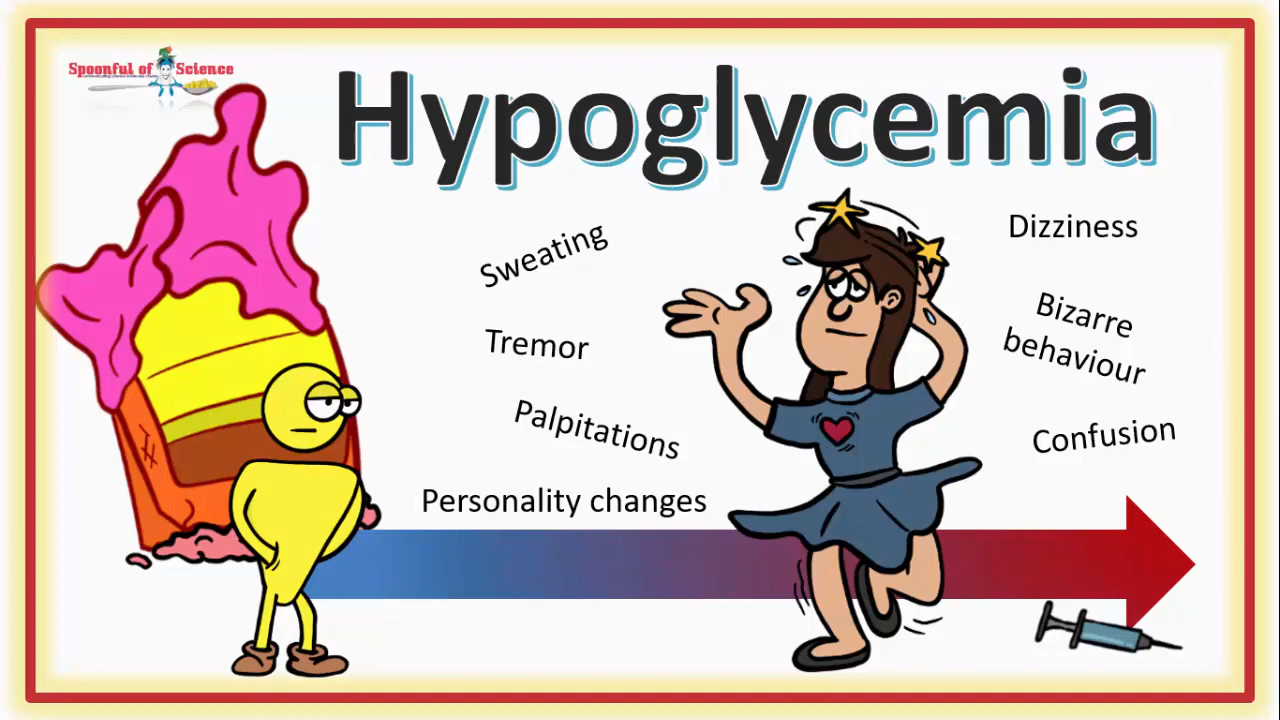 Spoonful of Science
Hypoglycemia
Sweating
Dizziness
Tremor
Bizarre
behaviour
Palpitations
Confusion
Personality changes